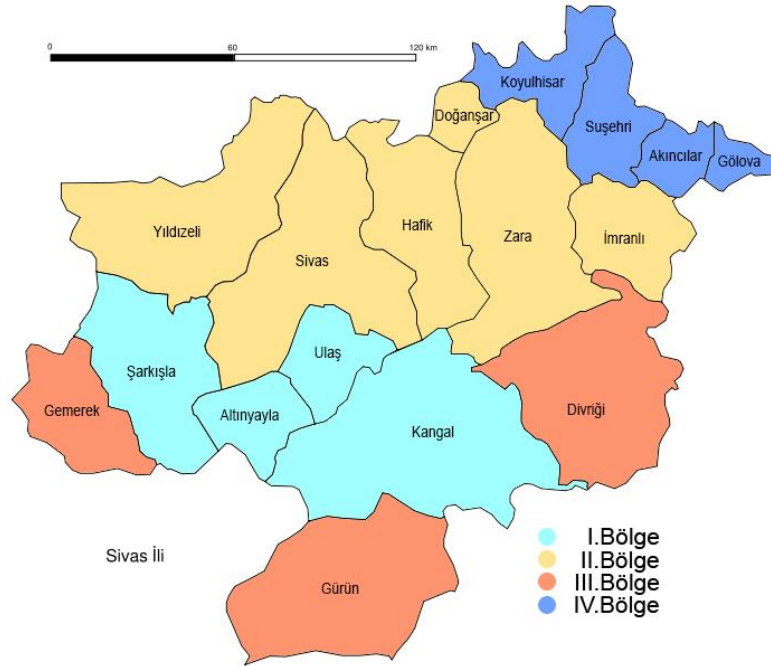 0 60 120 km
Koyulhisar
Doğanşar
Suşehri
Akıncılar
Gölova
Yıldızeli
Hafik
Zara
İmranlı
Sivas
Ulaş
Şarkışla
Gemerek
Altınyayla
Kangal
Divriği
Sivas İli
Gürün
I.Bölge
II.Bölge
III.Bölge
IV.Bölge